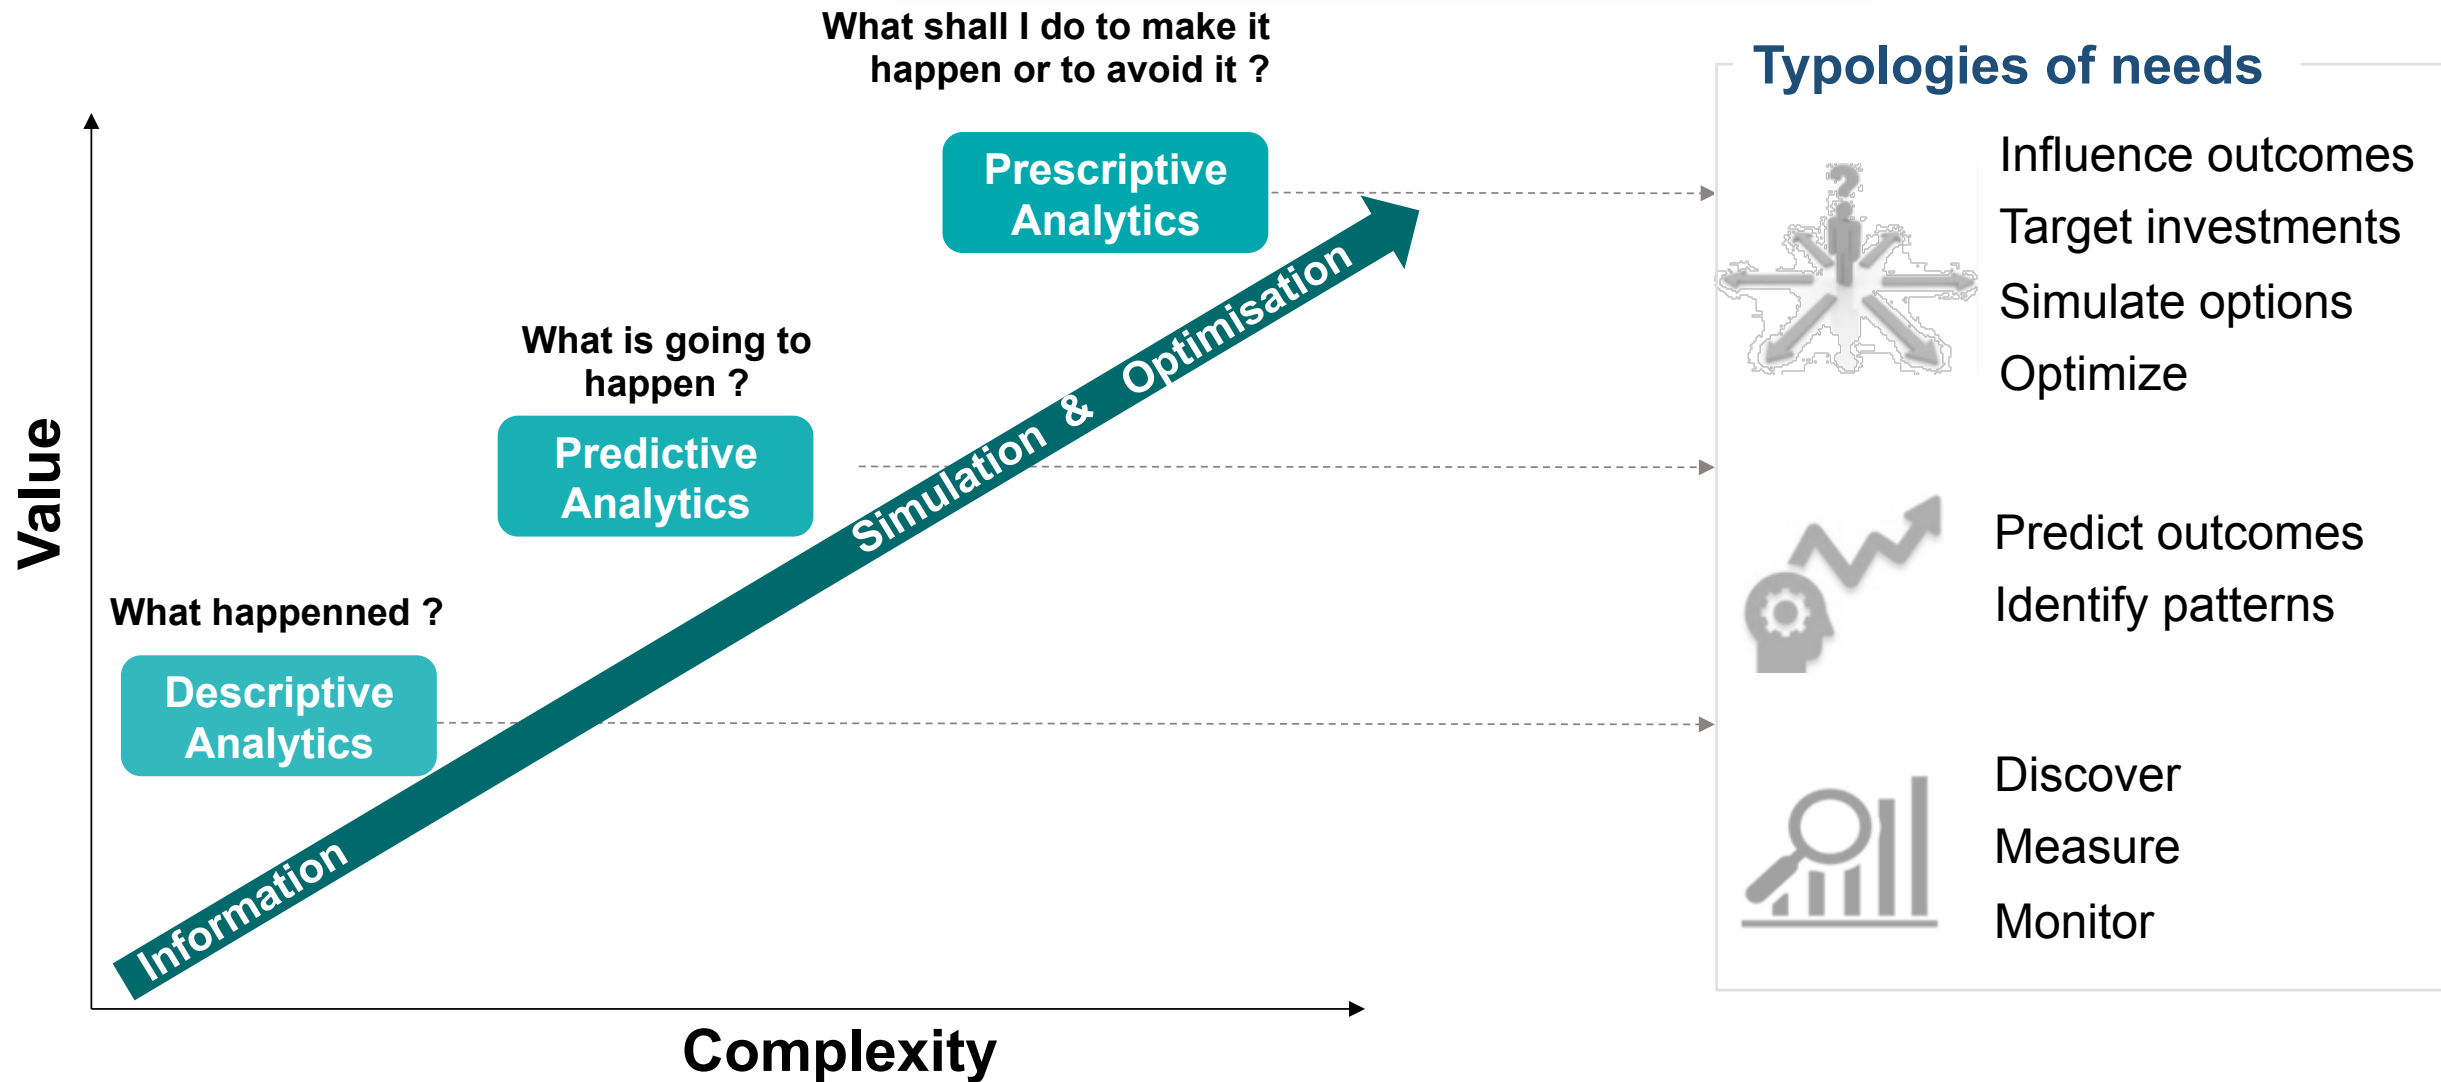 What shall I do to make it
happen or to avoid it ?
Prescriptive
Analytics
What is going to
happen ?
Predictive
Analytics
What happenned ?
Descriptive
Analytics
Information
Simulation & Optimisation
Value
Complexity
Typologies of needs
?
Influence outcomes
Target investments
Simulate options
Optimize
Predict outcomes
Identify patterns
Discover
Measure
Monitor